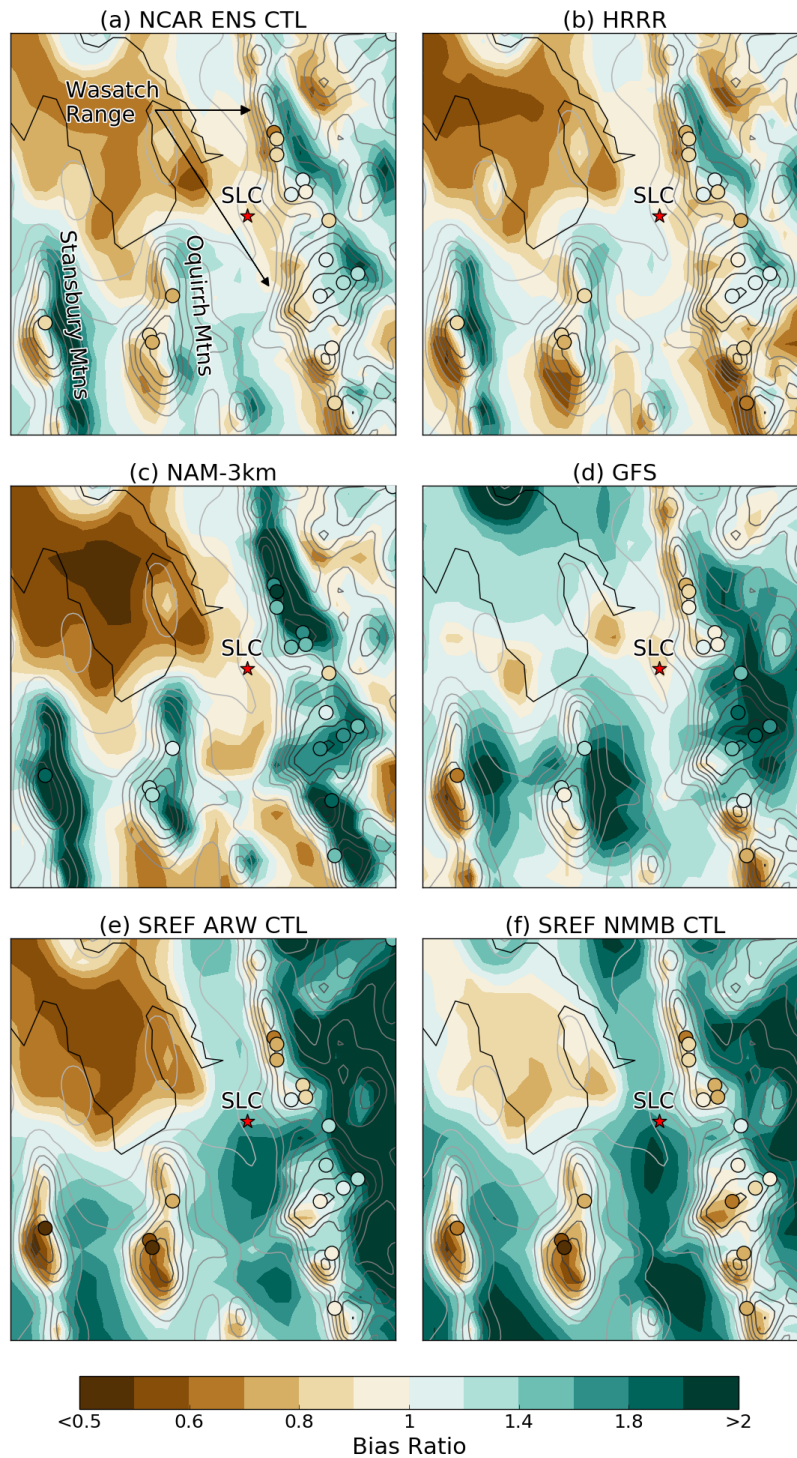 (a) NCAR ENS CTL
(b) HRRR
Wasatch
Range
SLC
SLC
Stansbury Mtns
Oquirrh Mtns
(c) NAM-3km
(d) GFS
SLC
SLC
(e) SREF ARW CTL
(f) SREF NMMB CTL
SLC
SLC
<0.5 0.6 0.8 1 1.4 1.8 >2
Bias Ratio